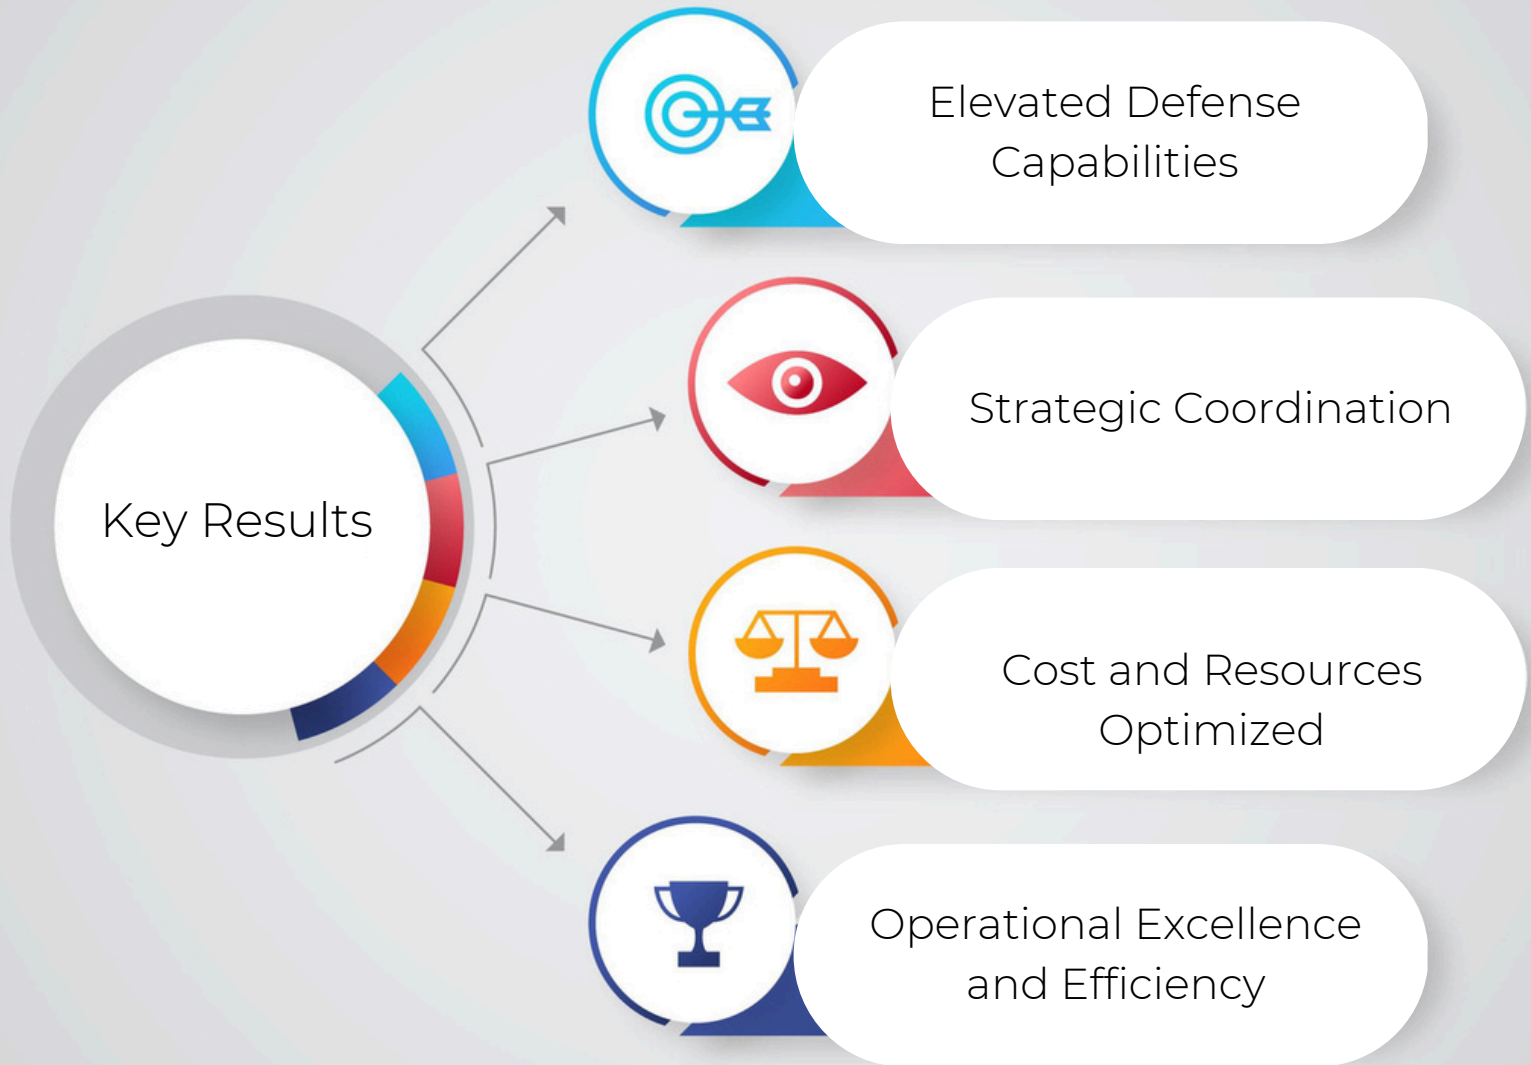 Key Results
Elevated Defense
Capabilities
Strategic Coordination
Cost and Resources
Optimized
Operational Excellence
and Efficiency